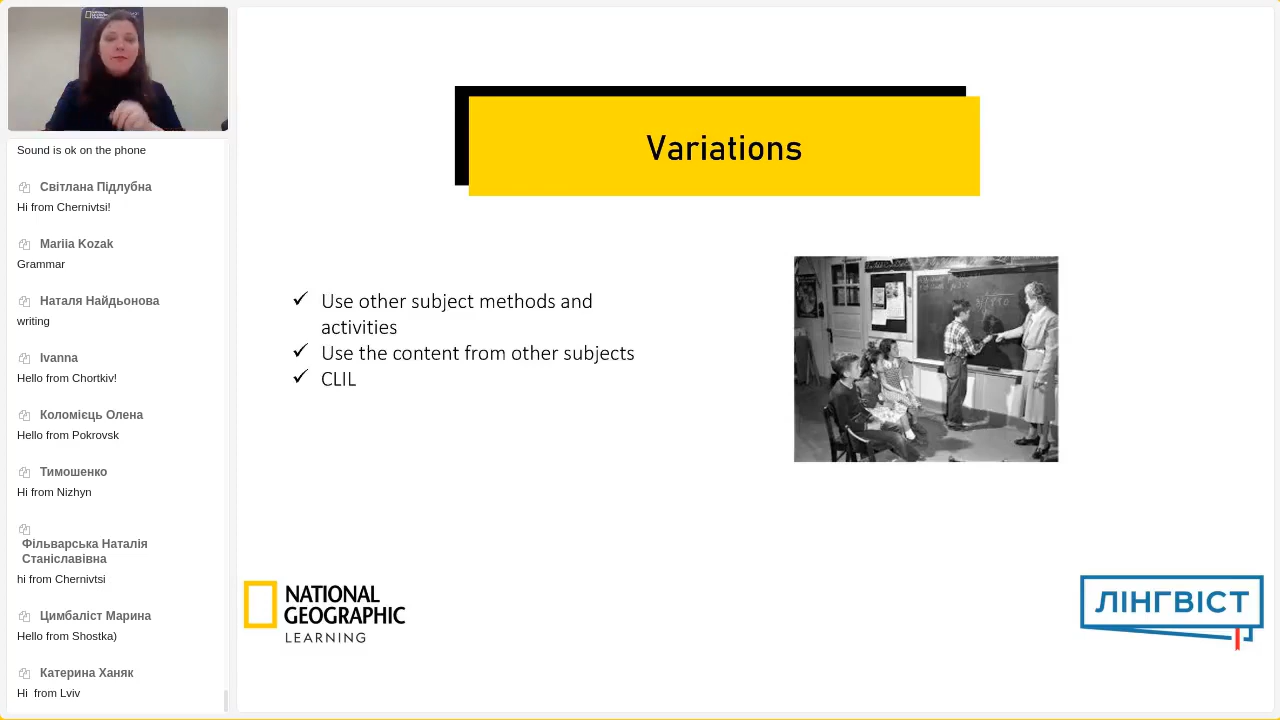 Sound is ok on the phone
Світлана Підлубна
Hi from Chernivtsi!
Mariia Kozak
Grammar
Наталя Найдьонова
writing
Ivanna
Hello from Chortkiv!
Коломієць Олена
Hello from Pokrovsk
Тимошенко
Hi from Nizhyn
Фільварська Наталія
Станіславівна
hi from Chernivtsi
Цимбаліст Марина
Hello from Shostka)
Катерина Ханяк
Hi from Lviv
Variations
✓ Use other subject methods and
activities
✓ Use the content from other subjects
✓ CLIL
NATIONAL
GEOGRAPHIC
LEARNING
ЛІНГВІСТ